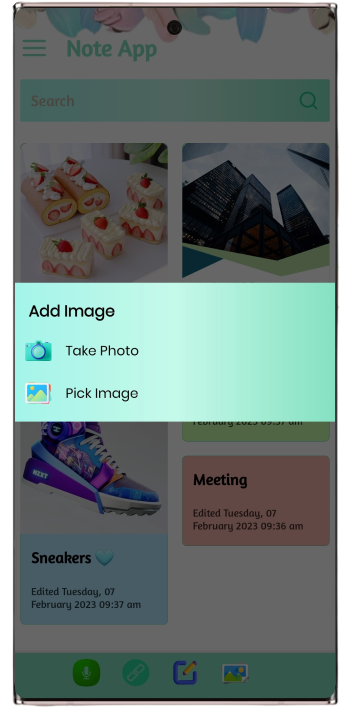 Note App
Search
Add Image
Take Photo
Pick Image
February 2023 09:37 am
NEXT
Meeting
Edited Tuesday, 07
February 2023 09:36 am
Sneakers 🩵
Edited Tuesday, 07
February 2023 09:37 am